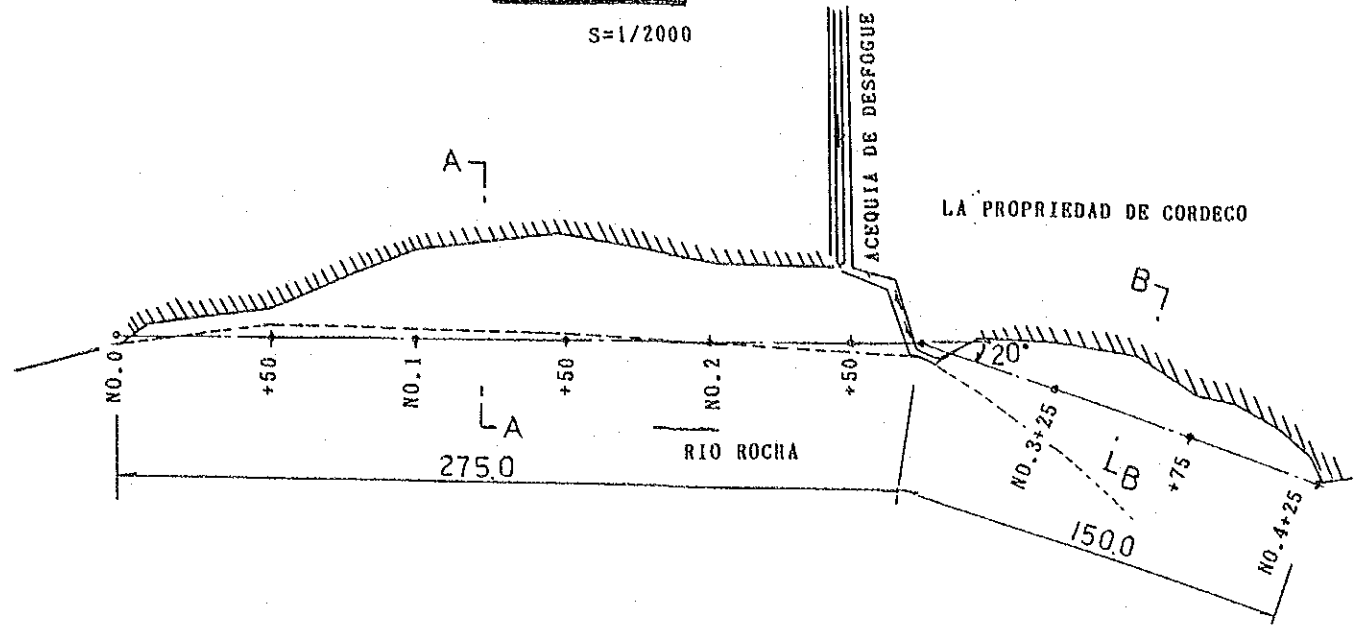 S=1/2000
ACEQUIA DE DESFOGUE
A
LA PROPRIEDAD DE CORDECO
B
20°
NO.0
+50
NO.1
+50
NO.2
+50
A
RIO ROCHA
NO.3+25
B
+75
NO.4+25
275.0
150.0